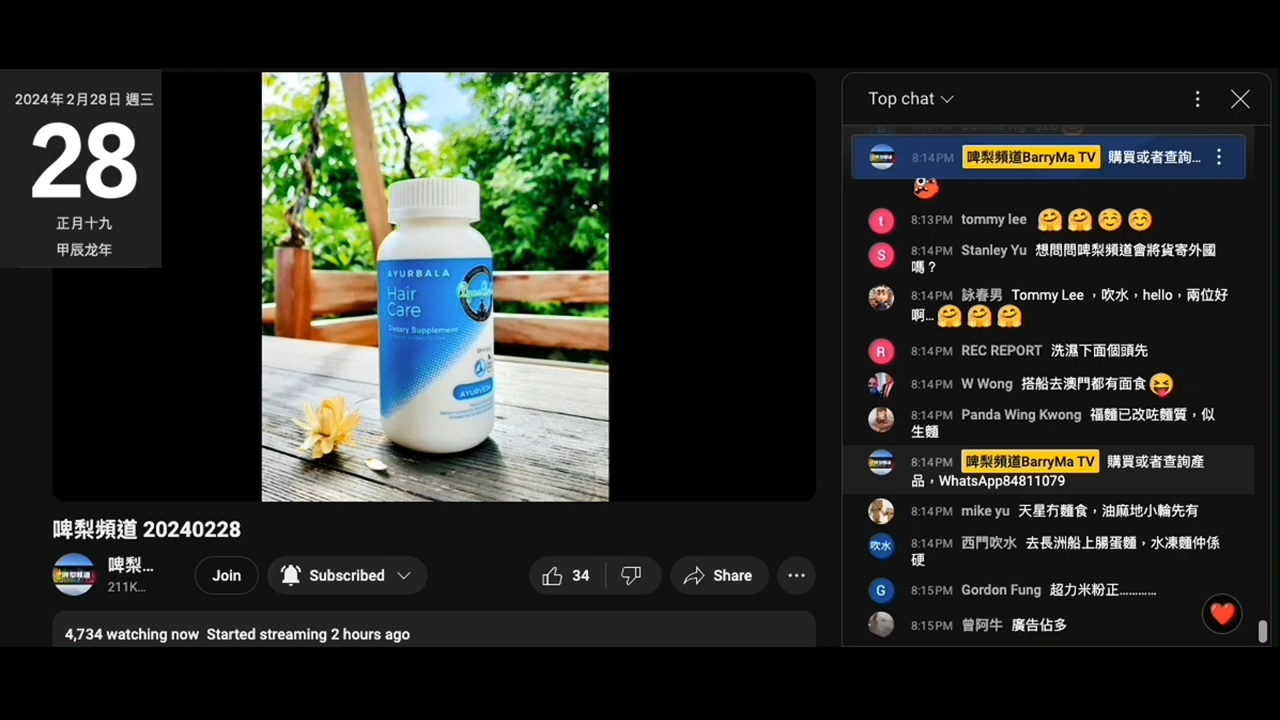 2024年2月28日 週三
28
正月十九
甲辰龙年
AYURBALA
Hair
Care
Dietary Supplement
AYURVEDA
啤梨頻道 20240228
啤梨...
211K...
Join
Subscribed
34
Share
4,734 watching now Started streaming 2 hours ago
Top chat
8:14PM 啤梨頻道BarryMa TV 購買或者查詢...
8:13PM tommy lee
8:14PM Stanley Yu 想問問啤梨頻道會將貨寄外國
嗎？
8:14PM 詠春男 Tommy Lee ，吹水，hello，兩位好
啊...
8:14PM REC REPORT 洗濕下面個頭先
8:14PM W Wong 搭船去澳門都有面食
8:14PM Panda Wing Kwong 福麵已改咗麵質，似
生麵
8:14PM 啤梨頻道BarryMa TV 購買或者查詢產
品，WhatsApp84811079
8:14PM mike yu 天星冇麵食，油麻地小輪先有
吹水
8:14PM 西門吹水 去長洲船上腸蛋麵，水凍麵仲係
硬
8:15PM Gordon Fung 超力米粉正…………
8:15PM 曾阿牛 廣告佔多